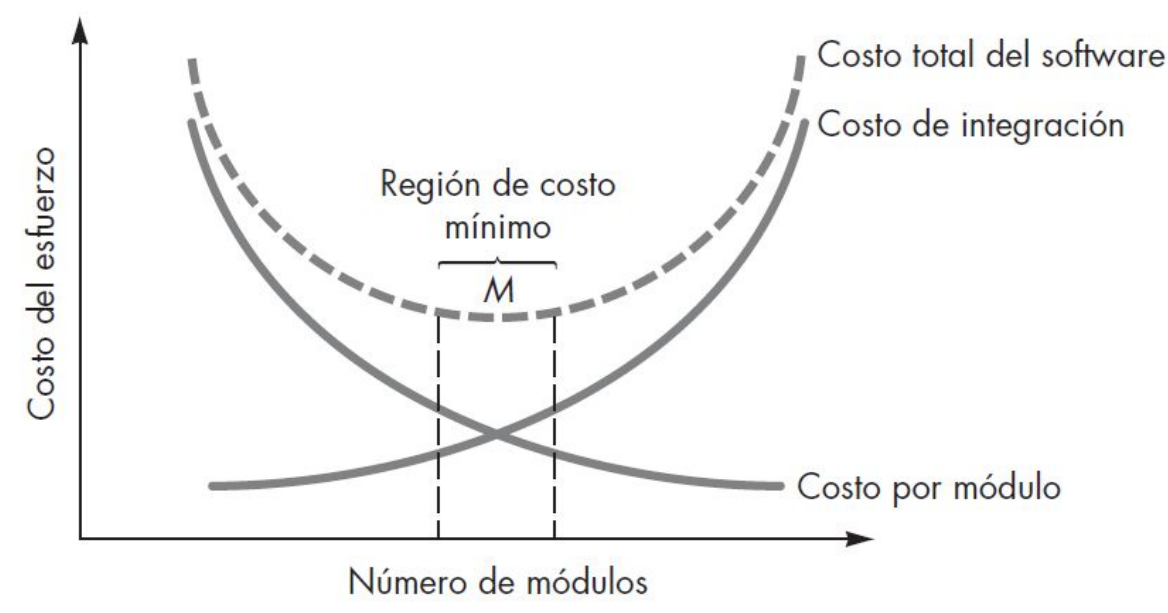 Costo total del software
Costo de integración
Región de costo
mínimo
M
Costo del esfuerzo
Costo por módulo
Número de módulos